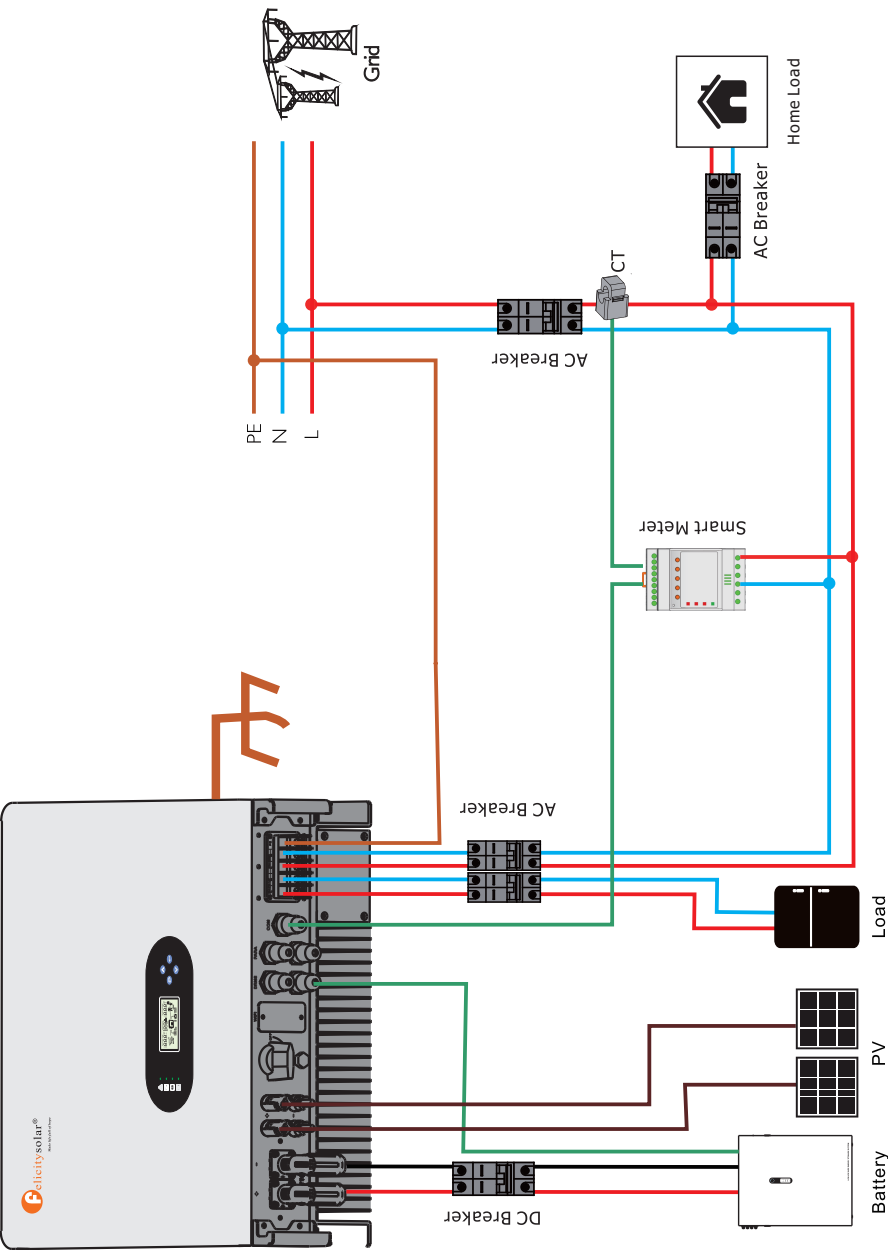 Grid
Home Load
AC Breaker
CT
AC Breaker
PE
N
L
Smart Meter
AC Breaker
Load
PV
felicitysolar®
DC Breaker
Battery